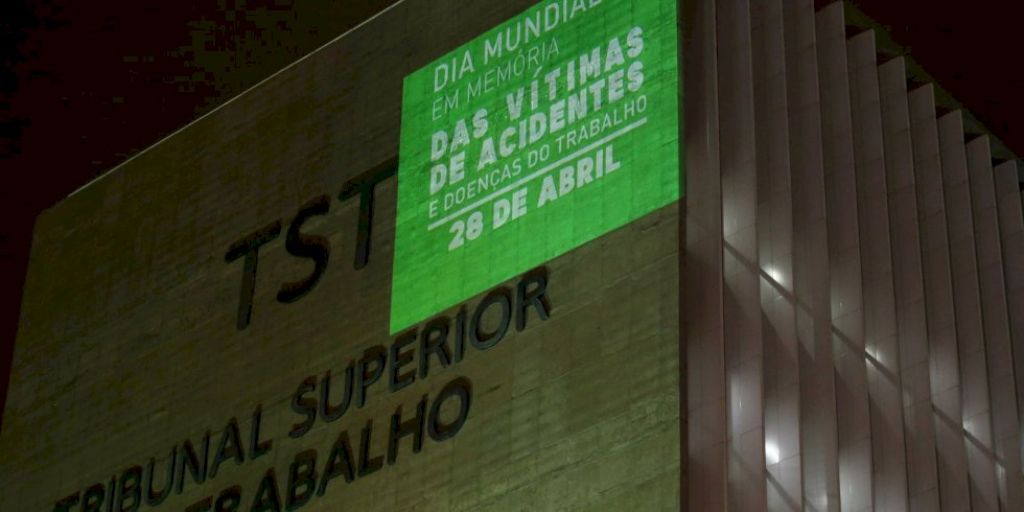 DIA MUNDIAL
EM MEMÓRIA
DAS VÍTIMAS
DE ACIDENTES
E DOENÇAS DO TRABALHO
28 DE ABRIL
TST
TRIBUNAL SUPERIOR
TRABALHO